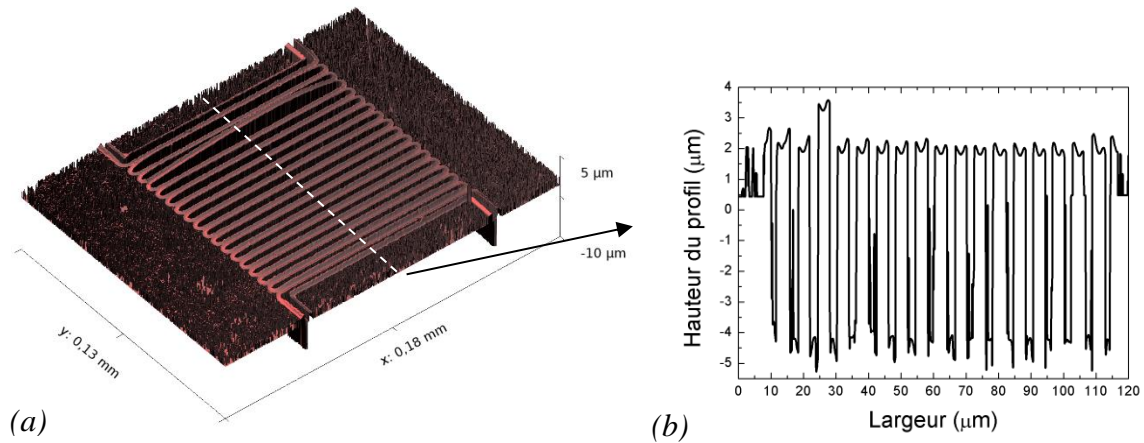 5 µm
-10 µm
y: 0,13 mm
x: 0,18 mm
(a)
4
3
2
1
0
-1
-2
-3
-4
-5
Hauteur du profil (µm)
0 10 20 30 40 50 60 70 80 90 100 110 120
Largeur (µm)
(b)